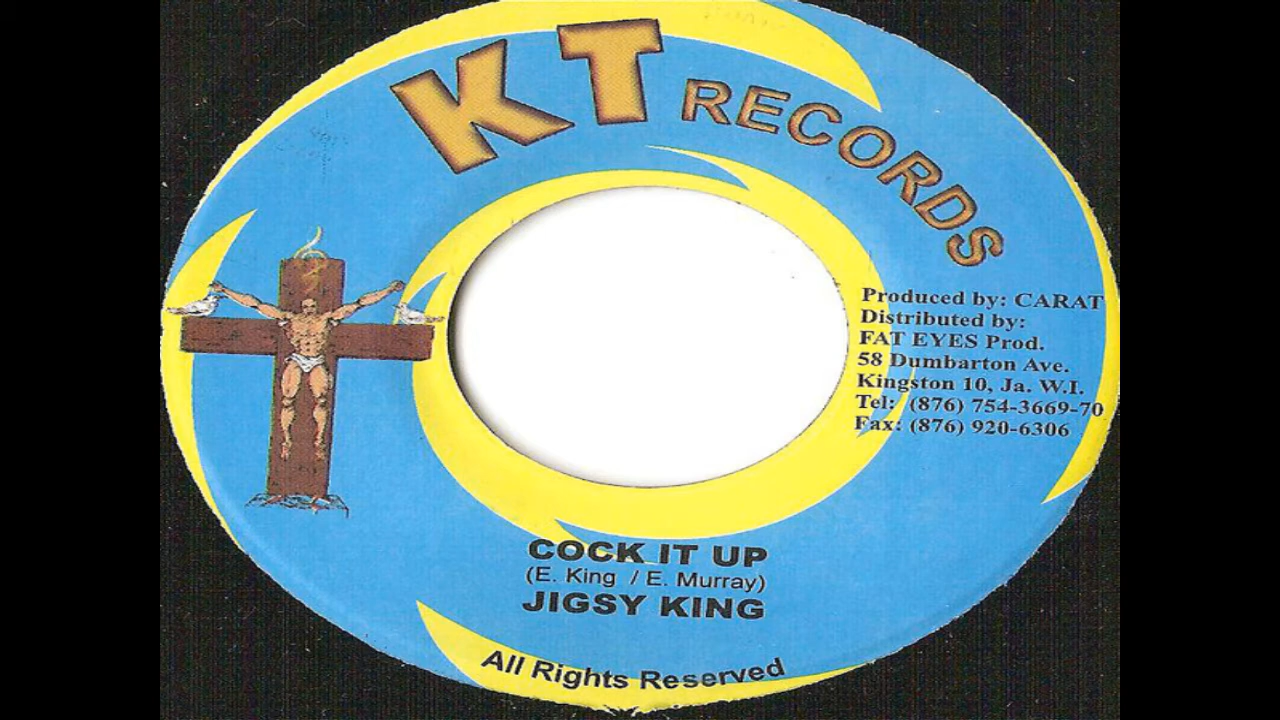 KT RECORDS
Produced by: CARAT
Distributed by:
FAT EYES Prod.
58 Dumbarton Ave.
Kingston 10, Ja. W.I.
Tel: (876) 754-3669-70
Fax: (876) 920-6306
COCK IT UP
(E. King / E. Murray)
JIGSY KING
All Rights Reserved